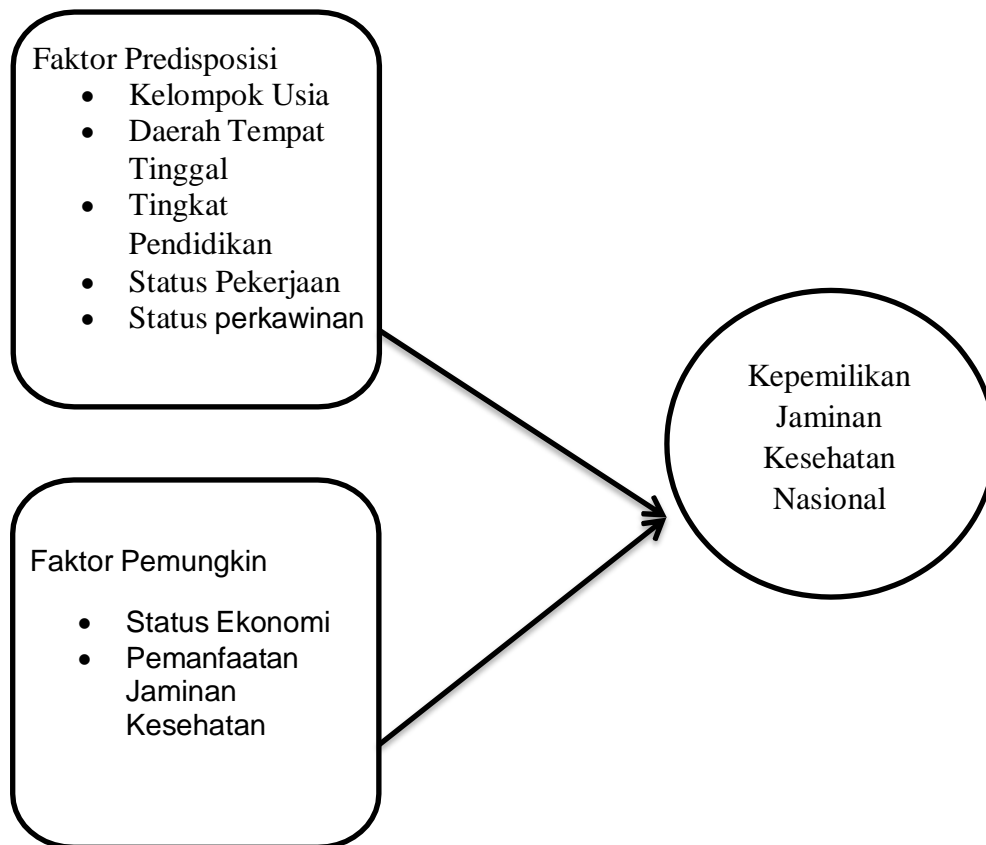 Faktor Predisposisi
• Kelompok Usia
• Daerah Tempat
Tinggal
• Tingkat
Pendidikan
• Status Pekerjaan
• Status perkawinan
Kepemilikan
Jaminan
Kesehatan
Nasional
Faktor Pemungkin
• Status Ekonomi
• Pemanfaatan
Jaminan
Kesehatan